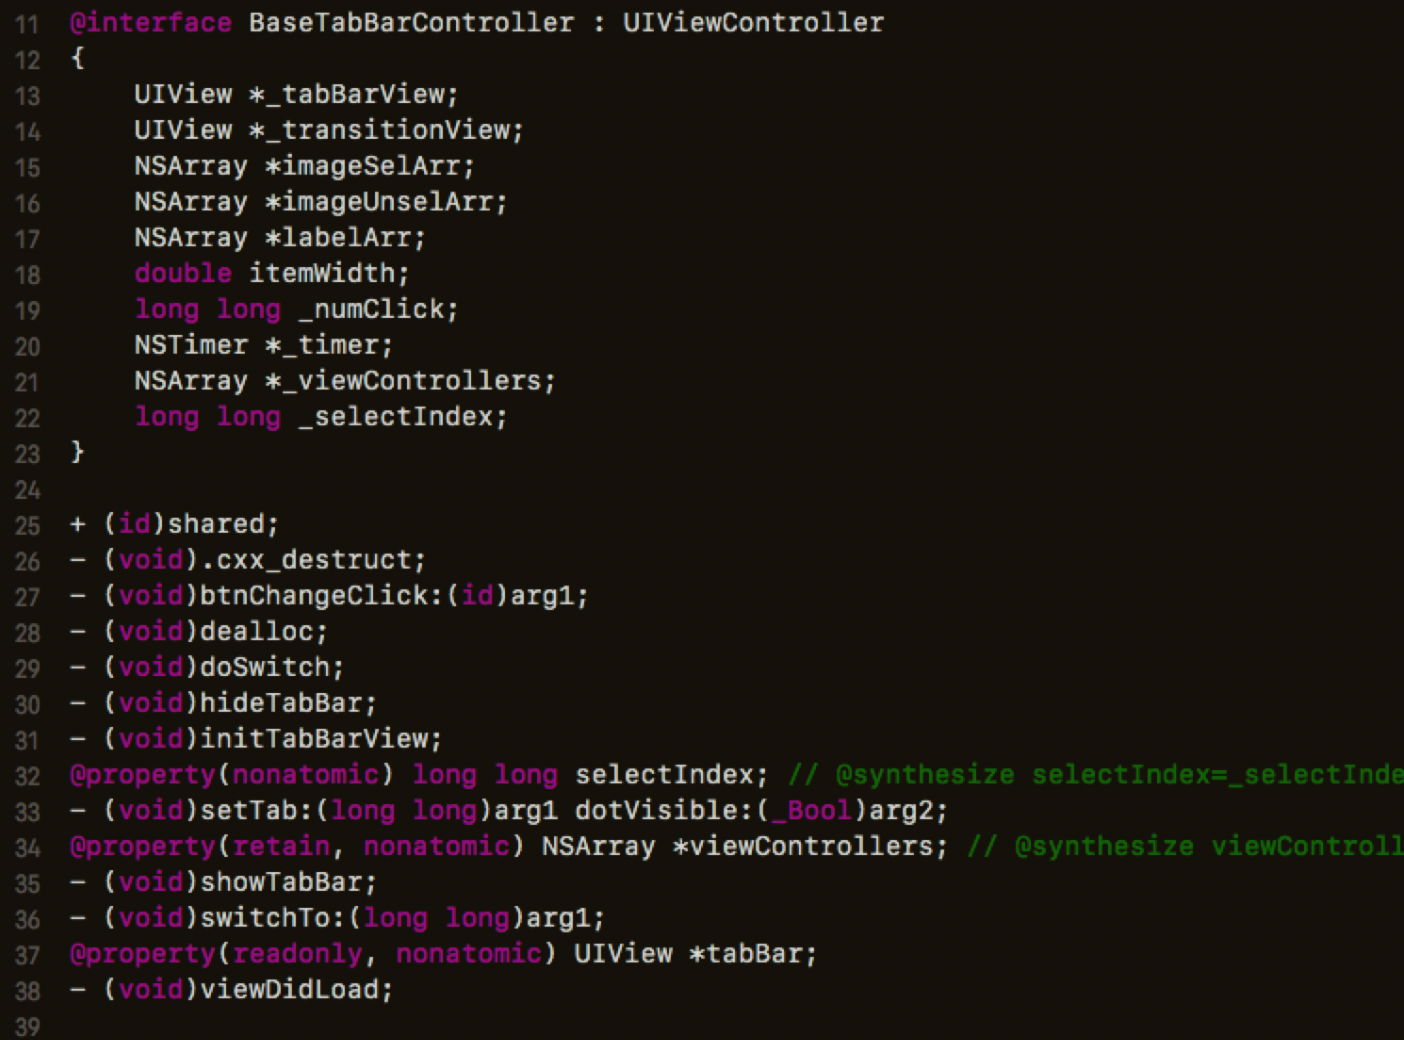 11 @interface BaseTabBarController : UIViewController
12 {
13     UIView *_tabBarView;
14     UIView *_transitionView;
15     NSArray *imageSelArr;
16     NSArray *imageUnselArr;
17     NSArray *labelArr;
18     double itemWidth;
19     long long _numClick;
20     NSTimer *_timer;
21     NSArray *_viewControllers;
22     long long _selectIndex;
23 }
24
25 + (id)shared;
26 - (void).cxx_destruct;
27 - (void)btnChangeClick:(id)arg1;
28 - (void)dealloc;
29 - (void)doSwitch;
30 - (void)hideTabBar;
31 - (void)initTabBarView;
32 @property(nonatomic) long long selectIndex; // @synthesize selectIndex=_selectInde
33 - (void)setTab:(long long)arg1 dotVisible:(_Bool)arg2;
34 @property(retain, nonatomic) NSArray *viewControllers; // @synthesize viewControll
35 - (void)showTabBar;
36 - (void)switchTo:(long long)arg1;
37 @property(readonly, nonatomic) UIView *tabBar;
38 - (void)viewDidLoad;
39